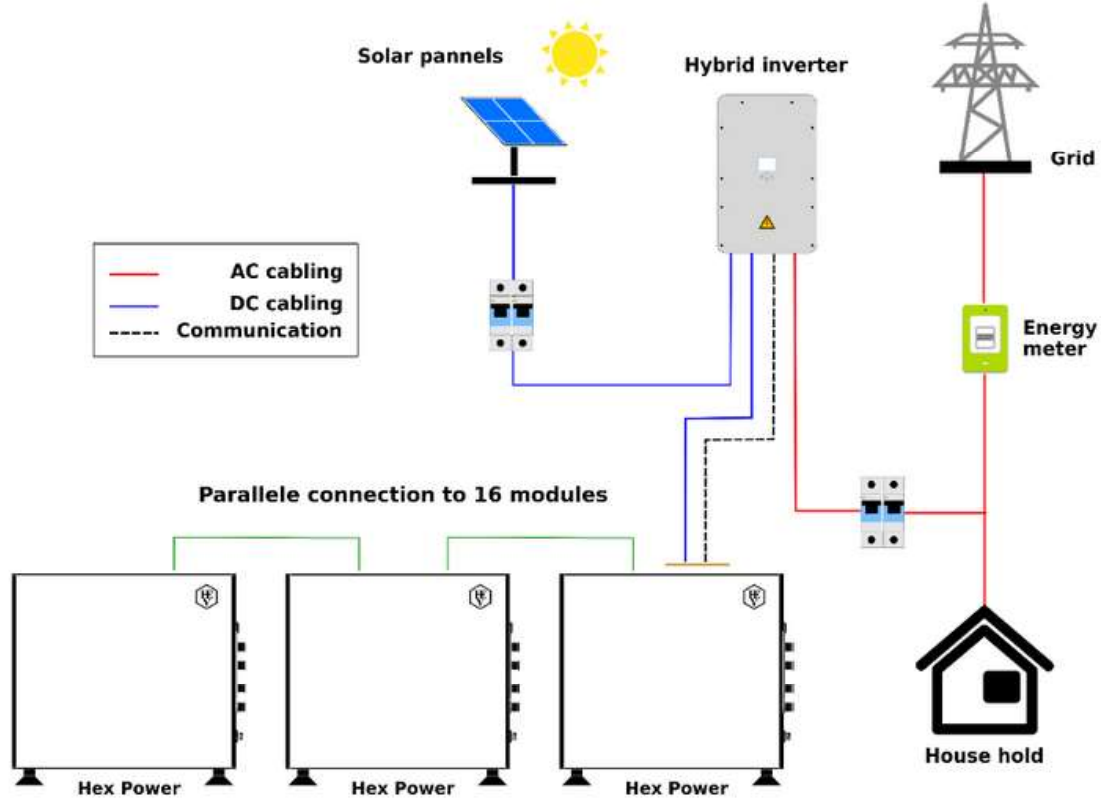 Solar pannels
Hybrid inverter
Grid
AC cabling
DC cabling
Communication
Energy
meter
Parallele connection to 16 modules
House hold
Hex Power
Hex Power
Hex Power